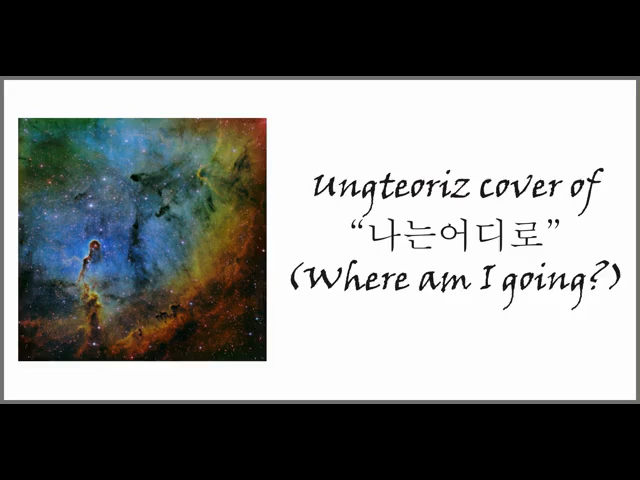 Ungteoriz cover of
“나는어디로”
(Where am I going?)